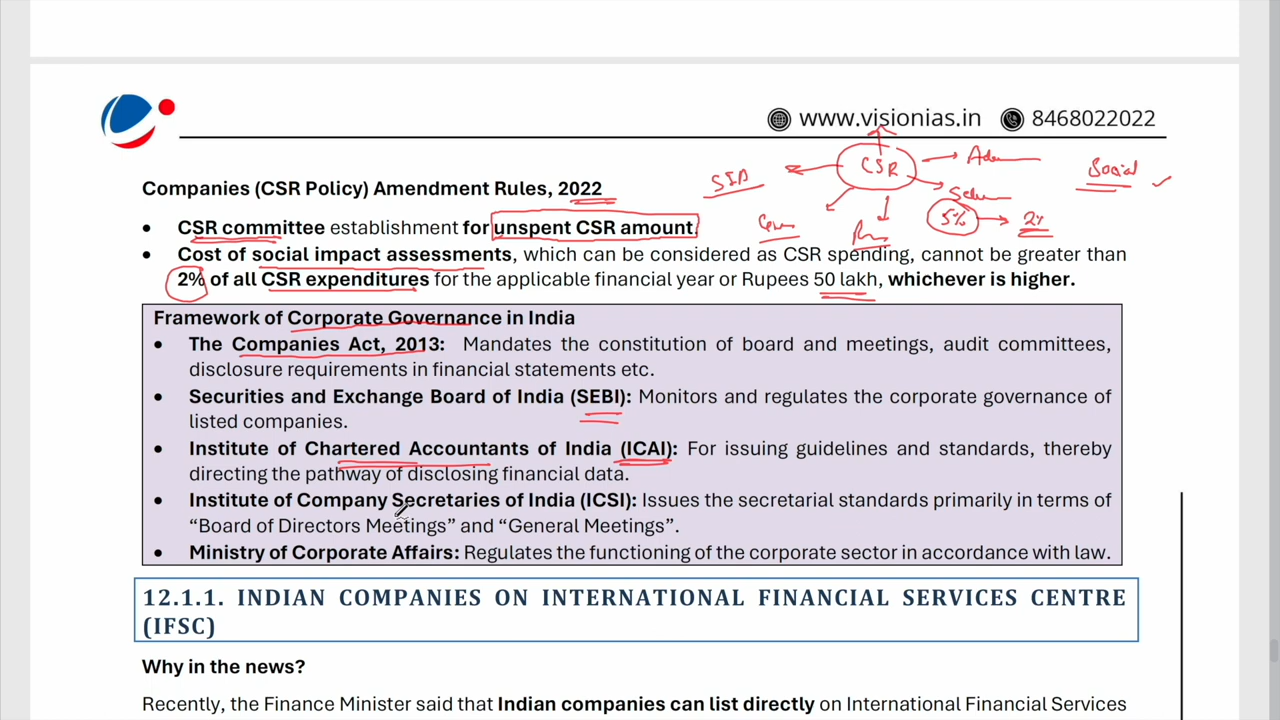 www.visionias.in 8468022022
CSR
Social
SIA
5% → 2%
Companies (CSR Policy) Amendment Rules, 2022
• CSR committee establishment for unspent CSR amount.
• Cost of social impact assessments, which can be considered as CSR spending, cannot be greater than
2% of all CSR expenditures for the applicable financial year or Rupees 50 lakh, whichever is higher.
Framework of Corporate Governance in India
• The Companies Act, 2013: Mandates the constitution of board and meetings, audit committees,
disclosure requirements in financial statements etc.
• Securities and Exchange Board of India (SEBI): Monitors and regulates the corporate governance of
listed companies.
• Institute of Chartered Accountants of India (ICAI): For issuing guidelines and standards, thereby
directing the pathway of disclosing financial data.
• Institute of Company Secretaries of India (ICSI): Issues the secretarial standards primarily in terms of
“Board of Directors Meetings” and “General Meetings”.
• Ministry of Corporate Affairs: Regulates the functioning of the corporate sector in accordance with law.
12.1.1. INDIAN COMPANIES ON INTERNATIONAL FINANCIAL SERVICES CENTRE
(IFSC)
Why in the news?
Recently, the Finance Minister said that Indian companies can list directly on International Financial Services